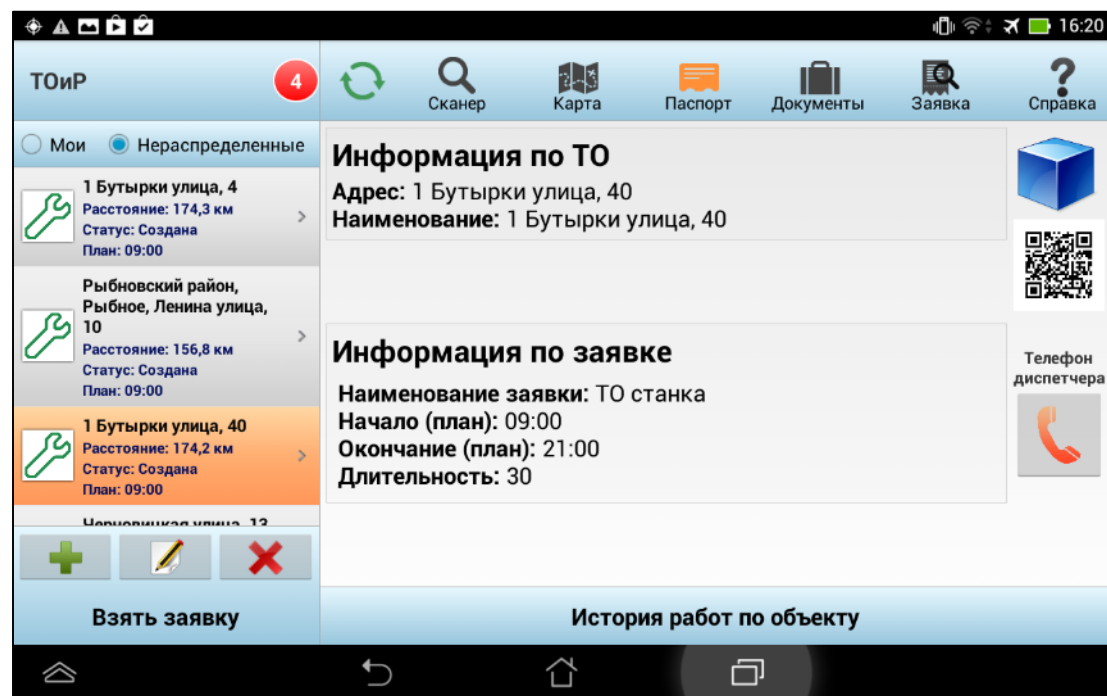 16:20
ТОиР
4
Сканер
Карта
Паспорт
Документы
Заявка
Справка
Мои
Нераспределенные
1 Бутырки улица, 4
Расстояние: 174,3 км
Статус: Создана
План: 09:00
Рыбновский район,
Рыбное, Ленина улица,
10
Расстояние: 156,8 км
Статус: Создана
План: 09:00
1 Бутырки улица, 40
Расстояние: 174,2 км
Статус: Создана
План: 09:00
Черновицкая улица, 13
Взять заявку
Информация по ТО
Адрес: 1 Бутырки улица, 40
Наименование: 1 Бутырки улица, 40
Информация по заявке
Наименование заявки: ТО станка
Начало (план): 09:00
Окончание (план): 21:00
Длительность: 30
Телефон
диспетчера
История работ по объекту